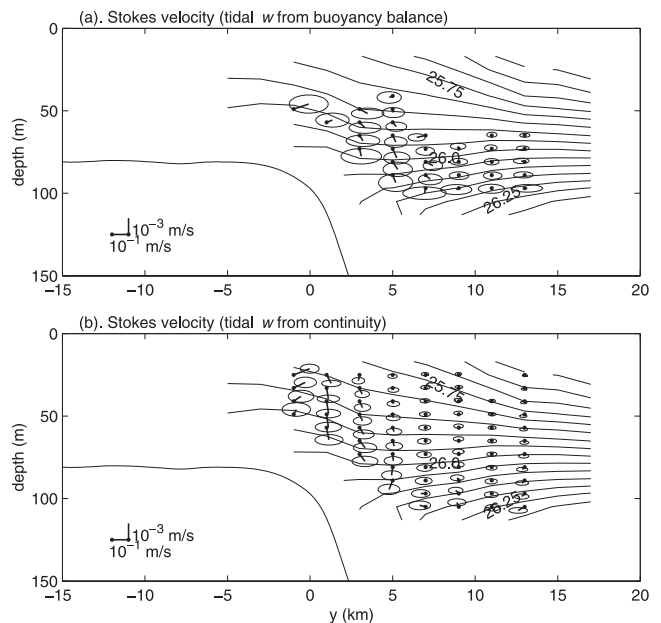 (a). Stokes velocity (tidal w from buoyancy balance)
0
50
100
150
depth (m)
25.75
26.0
26.25
10⁻³ m/s
10⁻¹ m/s
−15 −10 −5 0 5 10 15 20
(b). Stokes velocity (tidal w from continuity)
0
50
100
150
depth (m)
25.75
26.0
26.25
10⁻³ m/s
10⁻¹ m/s
−15 −10 −5 0 5 10 15 20
y (km)